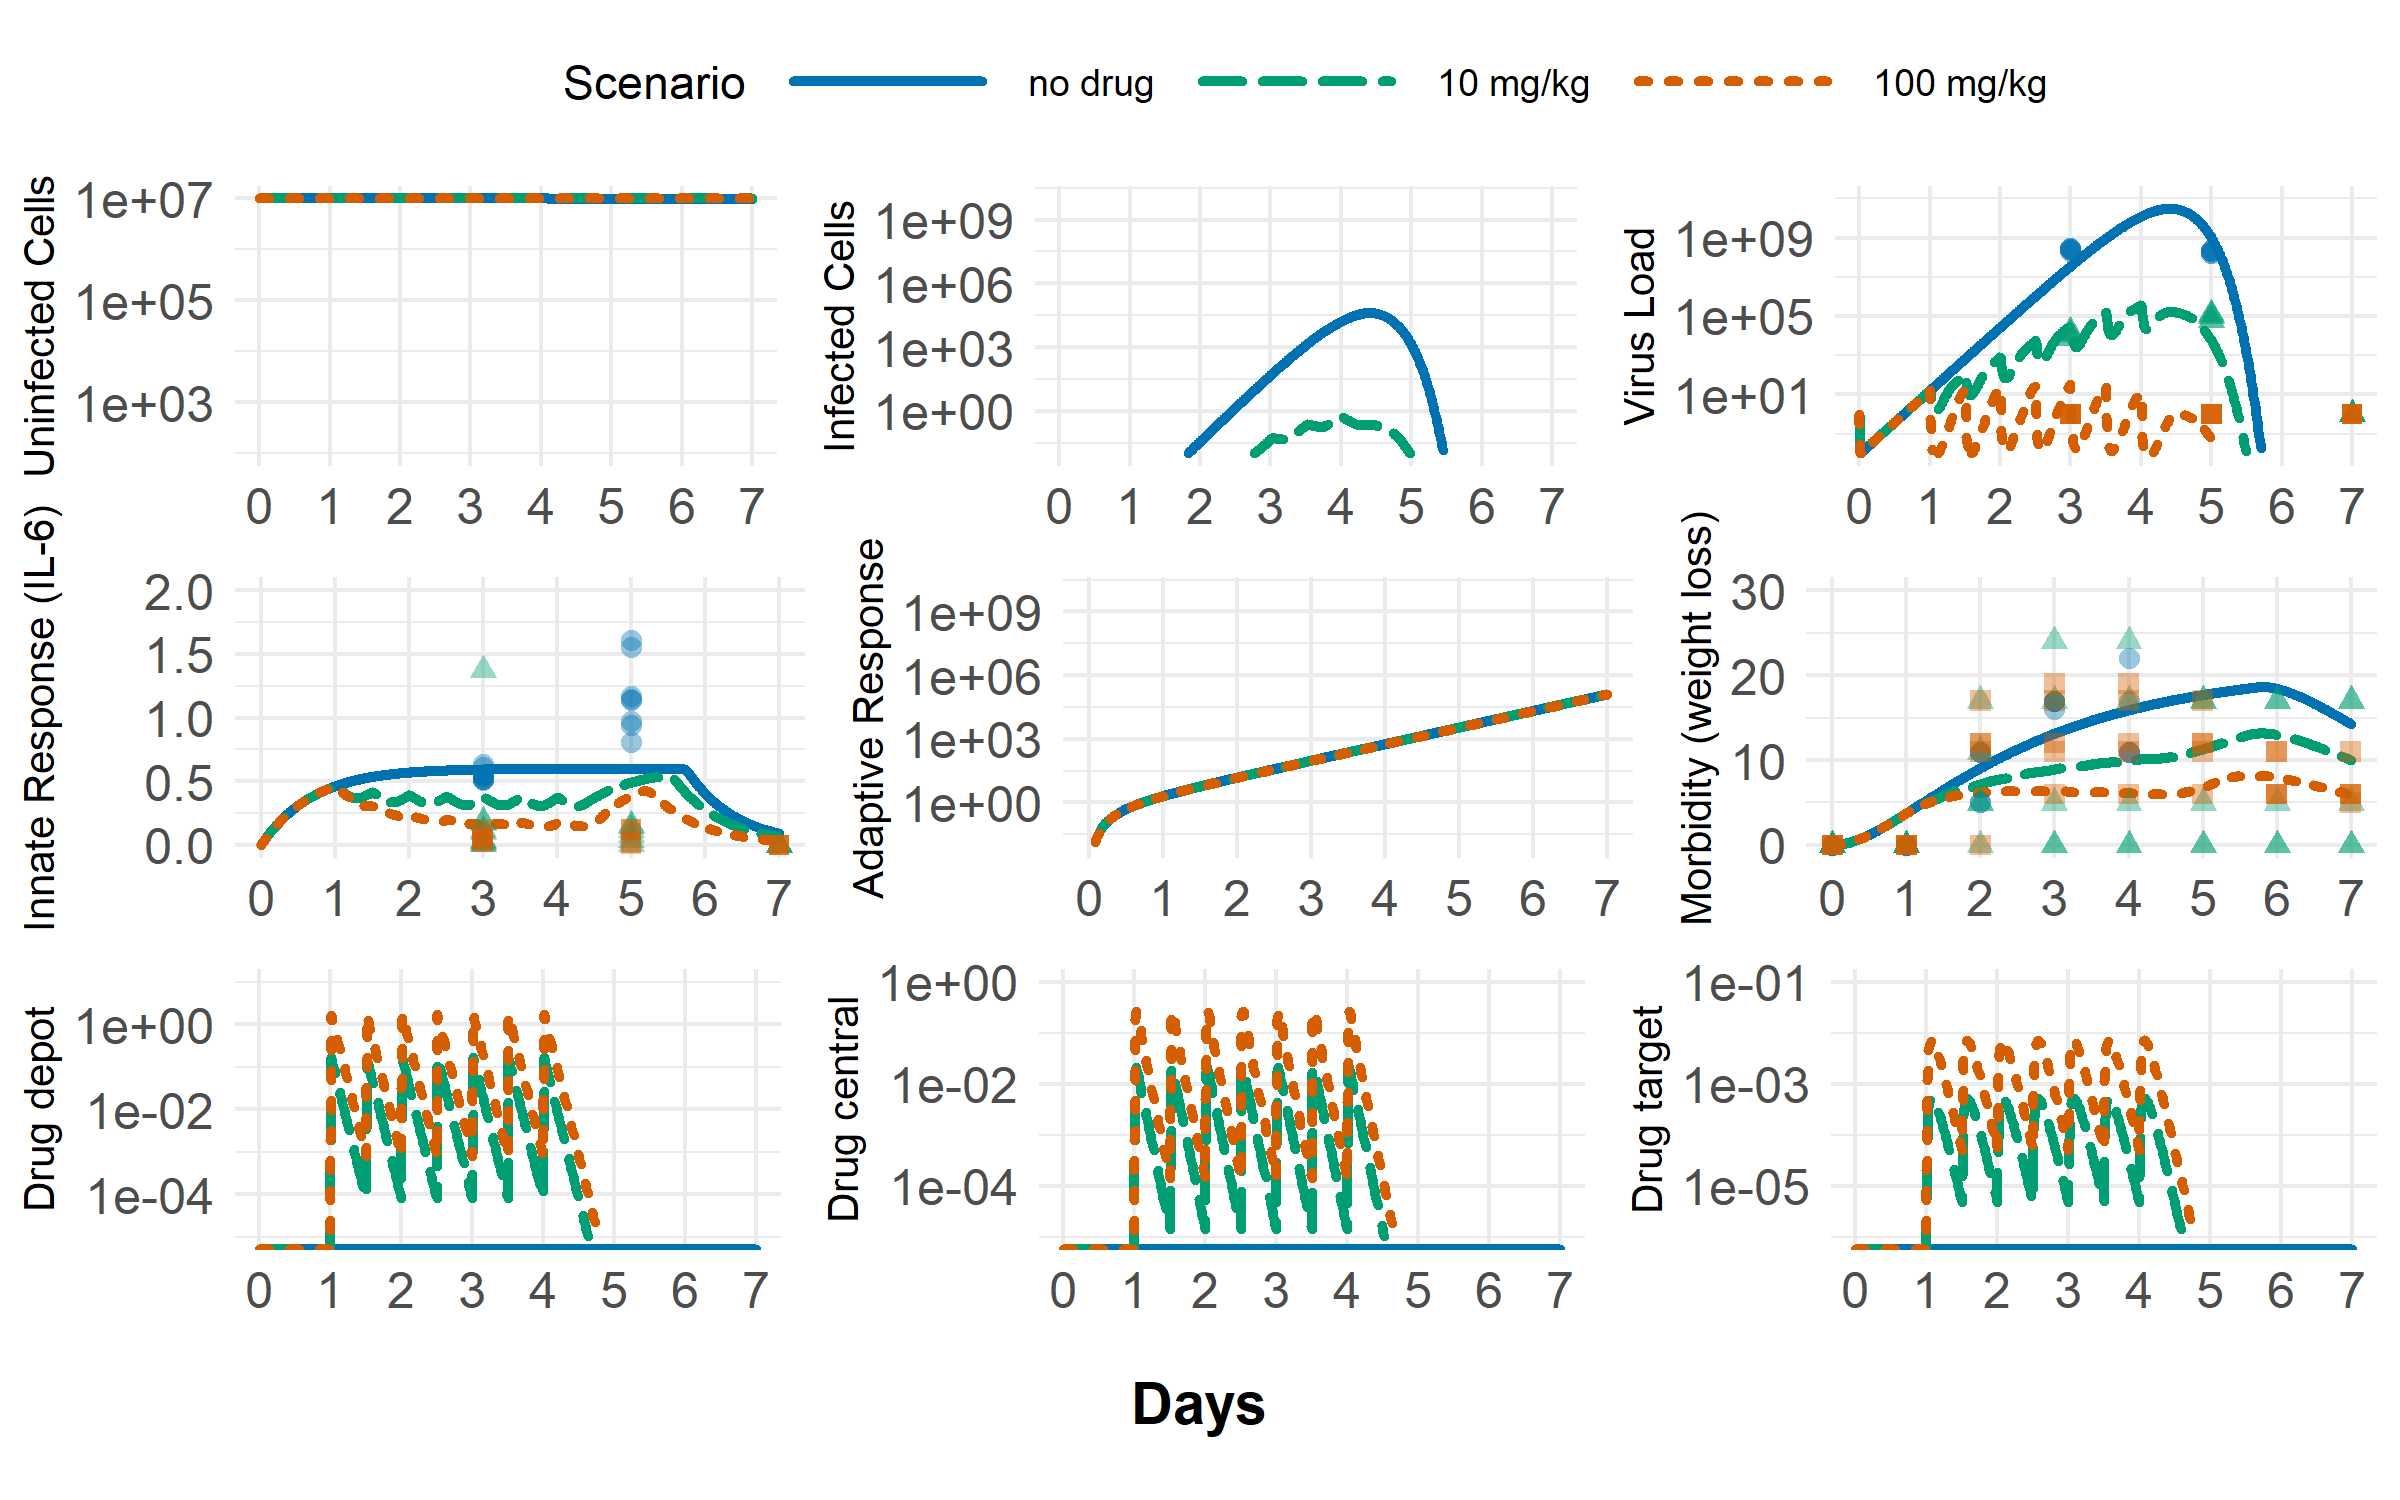 Scenario no drug 10 mg/kg 100 mg/kg
Uninfected Cells
1e+07
1e+05
1e+03
0 1 2 3 4 5 6 7
Infected Cells
1e+09
1e+06
1e+03
1e+00
0 1 2 3 4 5 6 7
Virus Load
1e+09
1e+05
1e+01
0 1 2 3 4 5 6 7
Innate Response (IL-6)
2.0
1.5
1.0
0.5
0.0
0 1 2 3 4 5 6 7
Adaptive Response
1e+09
1e+06
1e+03
1e+00
0 1 2 3 4 5 6 7
Morbidity (weight loss)
30
20
10
0
0 1 2 3 4 5 6 7
Drug depot
1e+00
1e-02
1e-04
0 1 2 3 4 5 6 7
Drug central
1e+00
1e-02
1e-04
0 1 2 3 4 5 6 7
Drug target
1e-01
1e-03
1e-05
0 1 2 3 4 5 6 7
Days